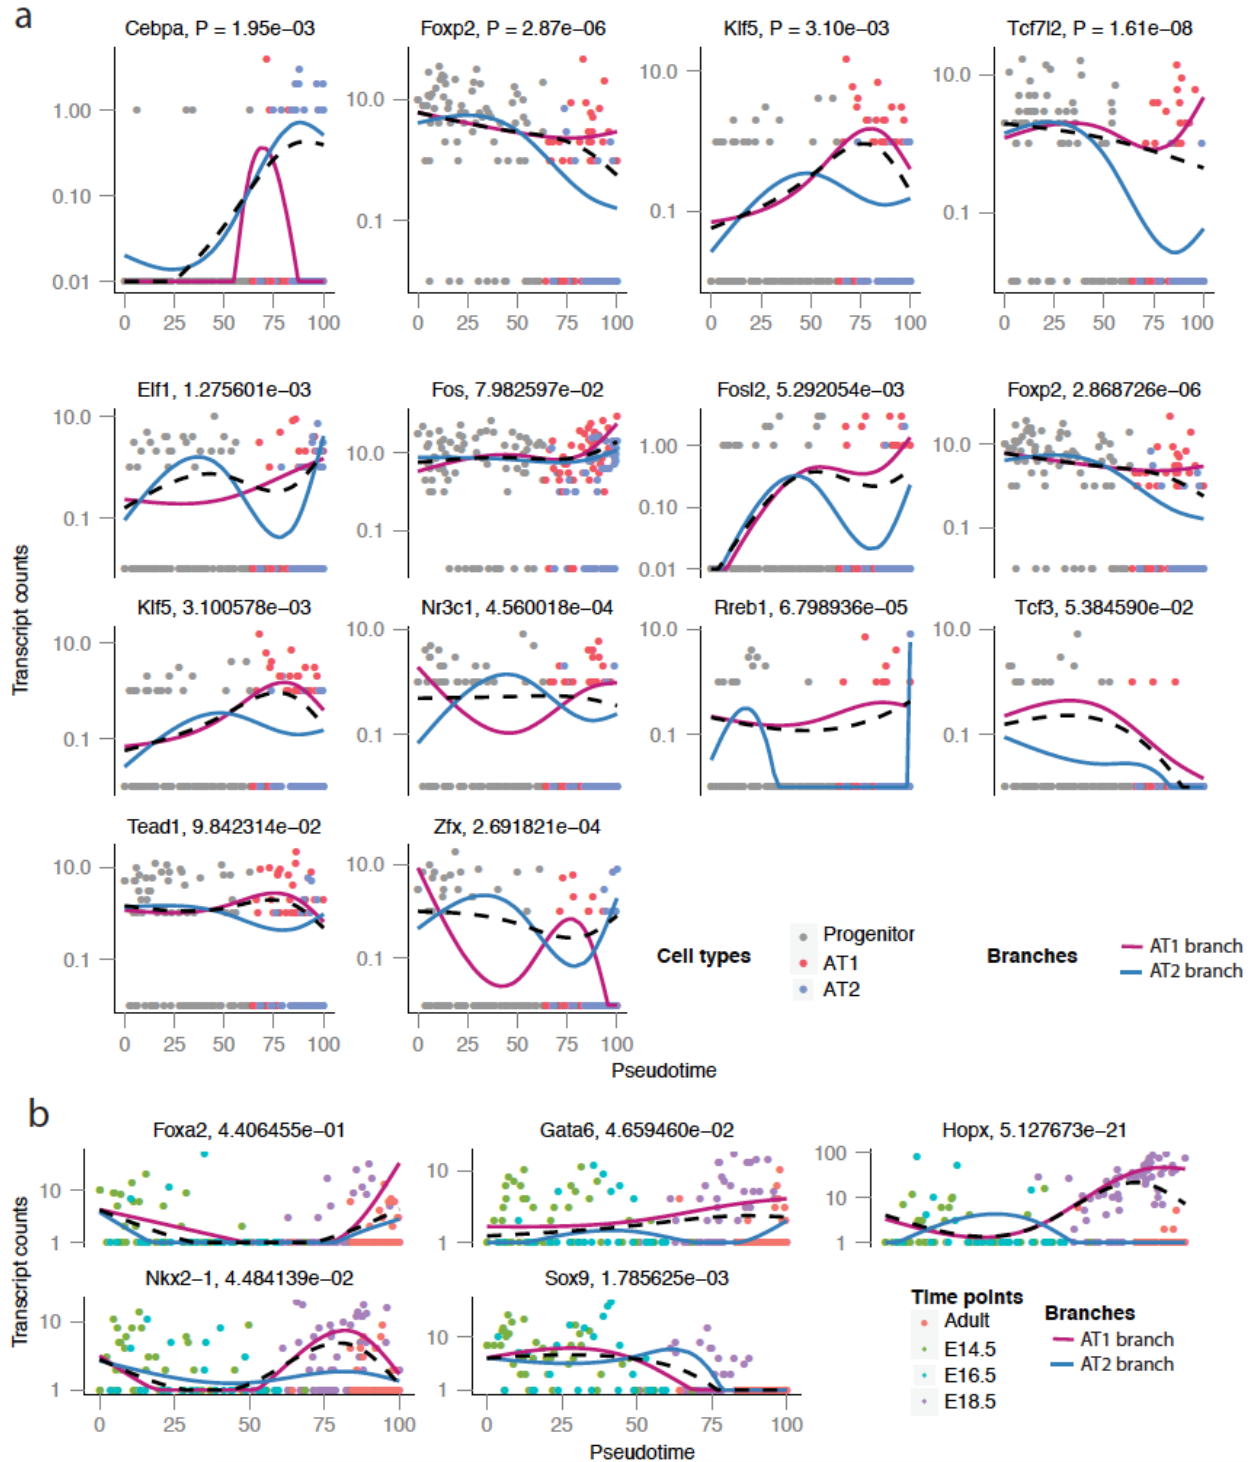 a
Cebpa, P = 1.95e−03
Foxp2, P = 2.87e−06
Klf5, P = 3.10e−03
Tcf7l2, P = 1.61e−08
1.00
0.10
0.01
10.0
0.1
10.0
0.1
10.0
0.1
0 25 50 75 100
0 25 50 75 100
0 25 50 75 100
0 25 50 75 100
Elf1, 1.275601e−03
Fos, 7.982597e−02
Fosl2, 5.292054e−03
Foxp2, 2.868726e−06
10.0
0.1
10.0
0.1
1.00
0.10
0.01
10.0
0.1
Transcript counts
Klf5, 3.100578e−03
Nr3c1, 4.560018e−04
Rreb1, 6.798936e−05
Tcf3, 5.384590e−02
10.0
0.1
10.0
0.1
10.0
0.1
10.0
0.1
Tead1, 9.842314e−02
Zfx, 2.691821e−04
10.0
0.1
10.0
0.1
0 25 50 75 100
0 25 50 75 100
Pseudotime
Cell types
Progenitor
AT1
AT2
Branches
AT1 branch
AT2 branch
b
Foxa2, 4.406455e−01
Gata6, 4.659460e−02
Hopx, 5.127673e−21
10
1
10
1
100
10
1
Transcript counts
Nkx2−1, 4.484139e−02
Sox9, 1.785625e−03
10
1
10
1
0 25 50 75 100
0 25 50 75 100
Pseudotime
Time points
Adult
E14.5
E16.5
E18.5
Branches
AT1 branch
AT2 branch